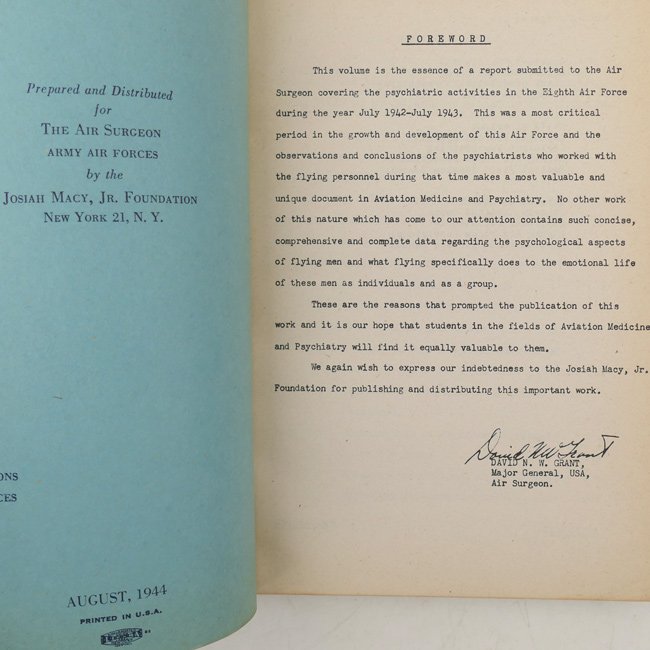 Prepared and Distributed
for
THE AIR SURGEON
ARMY AIR FORCES
by the
JOSIAH MACY, JR. FOUNDATION
NEW YORK 21, N. Y.
ONS
CES
AUGUST, 1944
PRINTED IN U.S.A.
FOREWORD
This volume is the essence of a report submitted to the Air
Surgeon covering the psychiatric activities in the Eighth Air Force
during the year July 1942-July 1943. This was a most critical
period in the growth and development of this Air Force and the
observations and conclusions of the psychiatrists who worked with
the flying personnel during that time makes a most valuable and
unique document in Aviation Medicine and Psychiatry. No other work
of this nature which has come to our attention contains such concise,
comprehensive and complete data regarding the psychological aspects
of flying men and what flying specifically does to the emotional life
of these men as individuals and as a group.
These are the reasons that prompted the publication of this
work and it is our hope that students in the fields of Aviation Medicine
and Psychiatry will find it equally valuable to them.
We again wish to express our indebtedness to the Josiah Macy, Jr.
Foundation for publishing and distributing this important work.
David N W Grant
DAVID N. W. GRANT,
Major General, USA,
Air Surgeon.